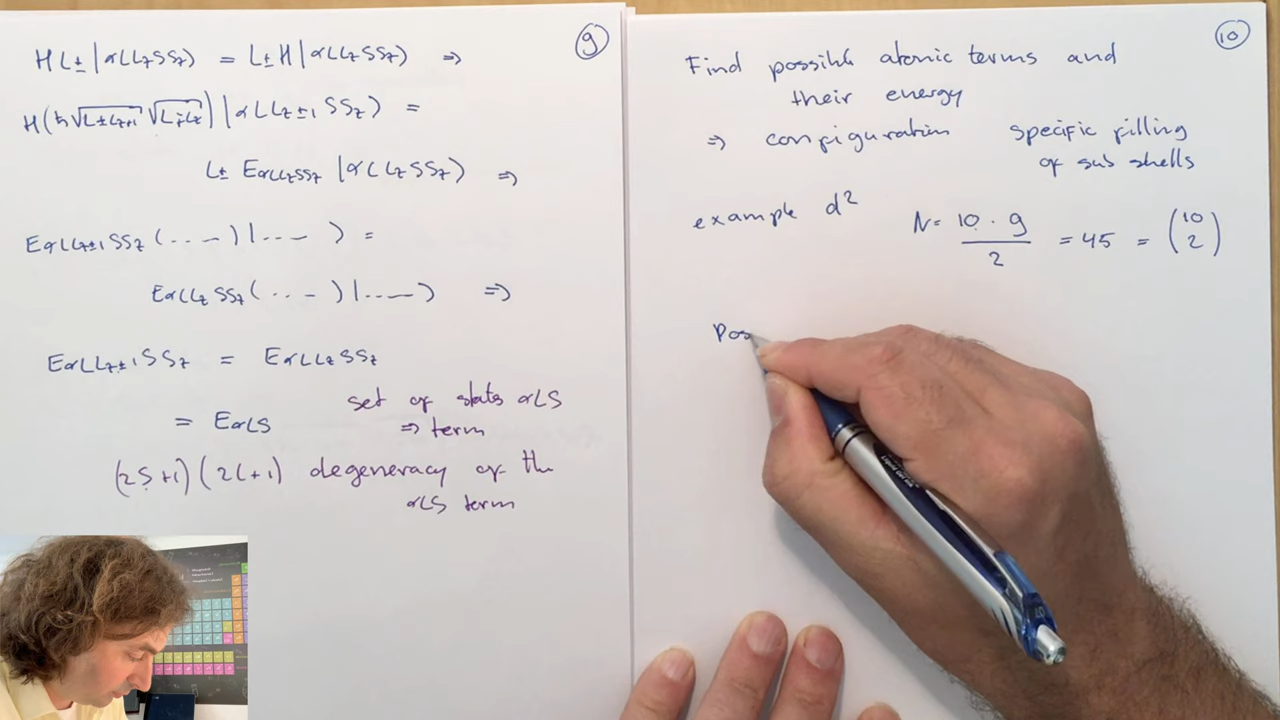 9
H L± |αLLzSSz⟩ = L± H |αLLzSSz⟩ ⇒
H(ħ√L±Lz+1 √L∓Lz) |αLLz±1SSz⟩ =
L± EαLLzSSz |αLLzSSz⟩ ⇒
EαLLz±1SSz (....) |....⟩ =
EαLLzSSz (....) |....⟩ ⇒
EαLLz±1SSz = EαLLzSSz
= EαLS
set of states αLS
⇒ term
(2S+1)(2L+1) degeneracy of the
αLS term
10
Find possible atomic terms and
their energy
⇒ configuration specific filling
of sub shells
example d² N = 10 · 9 / 2 = 45 = (10 2)
Pos